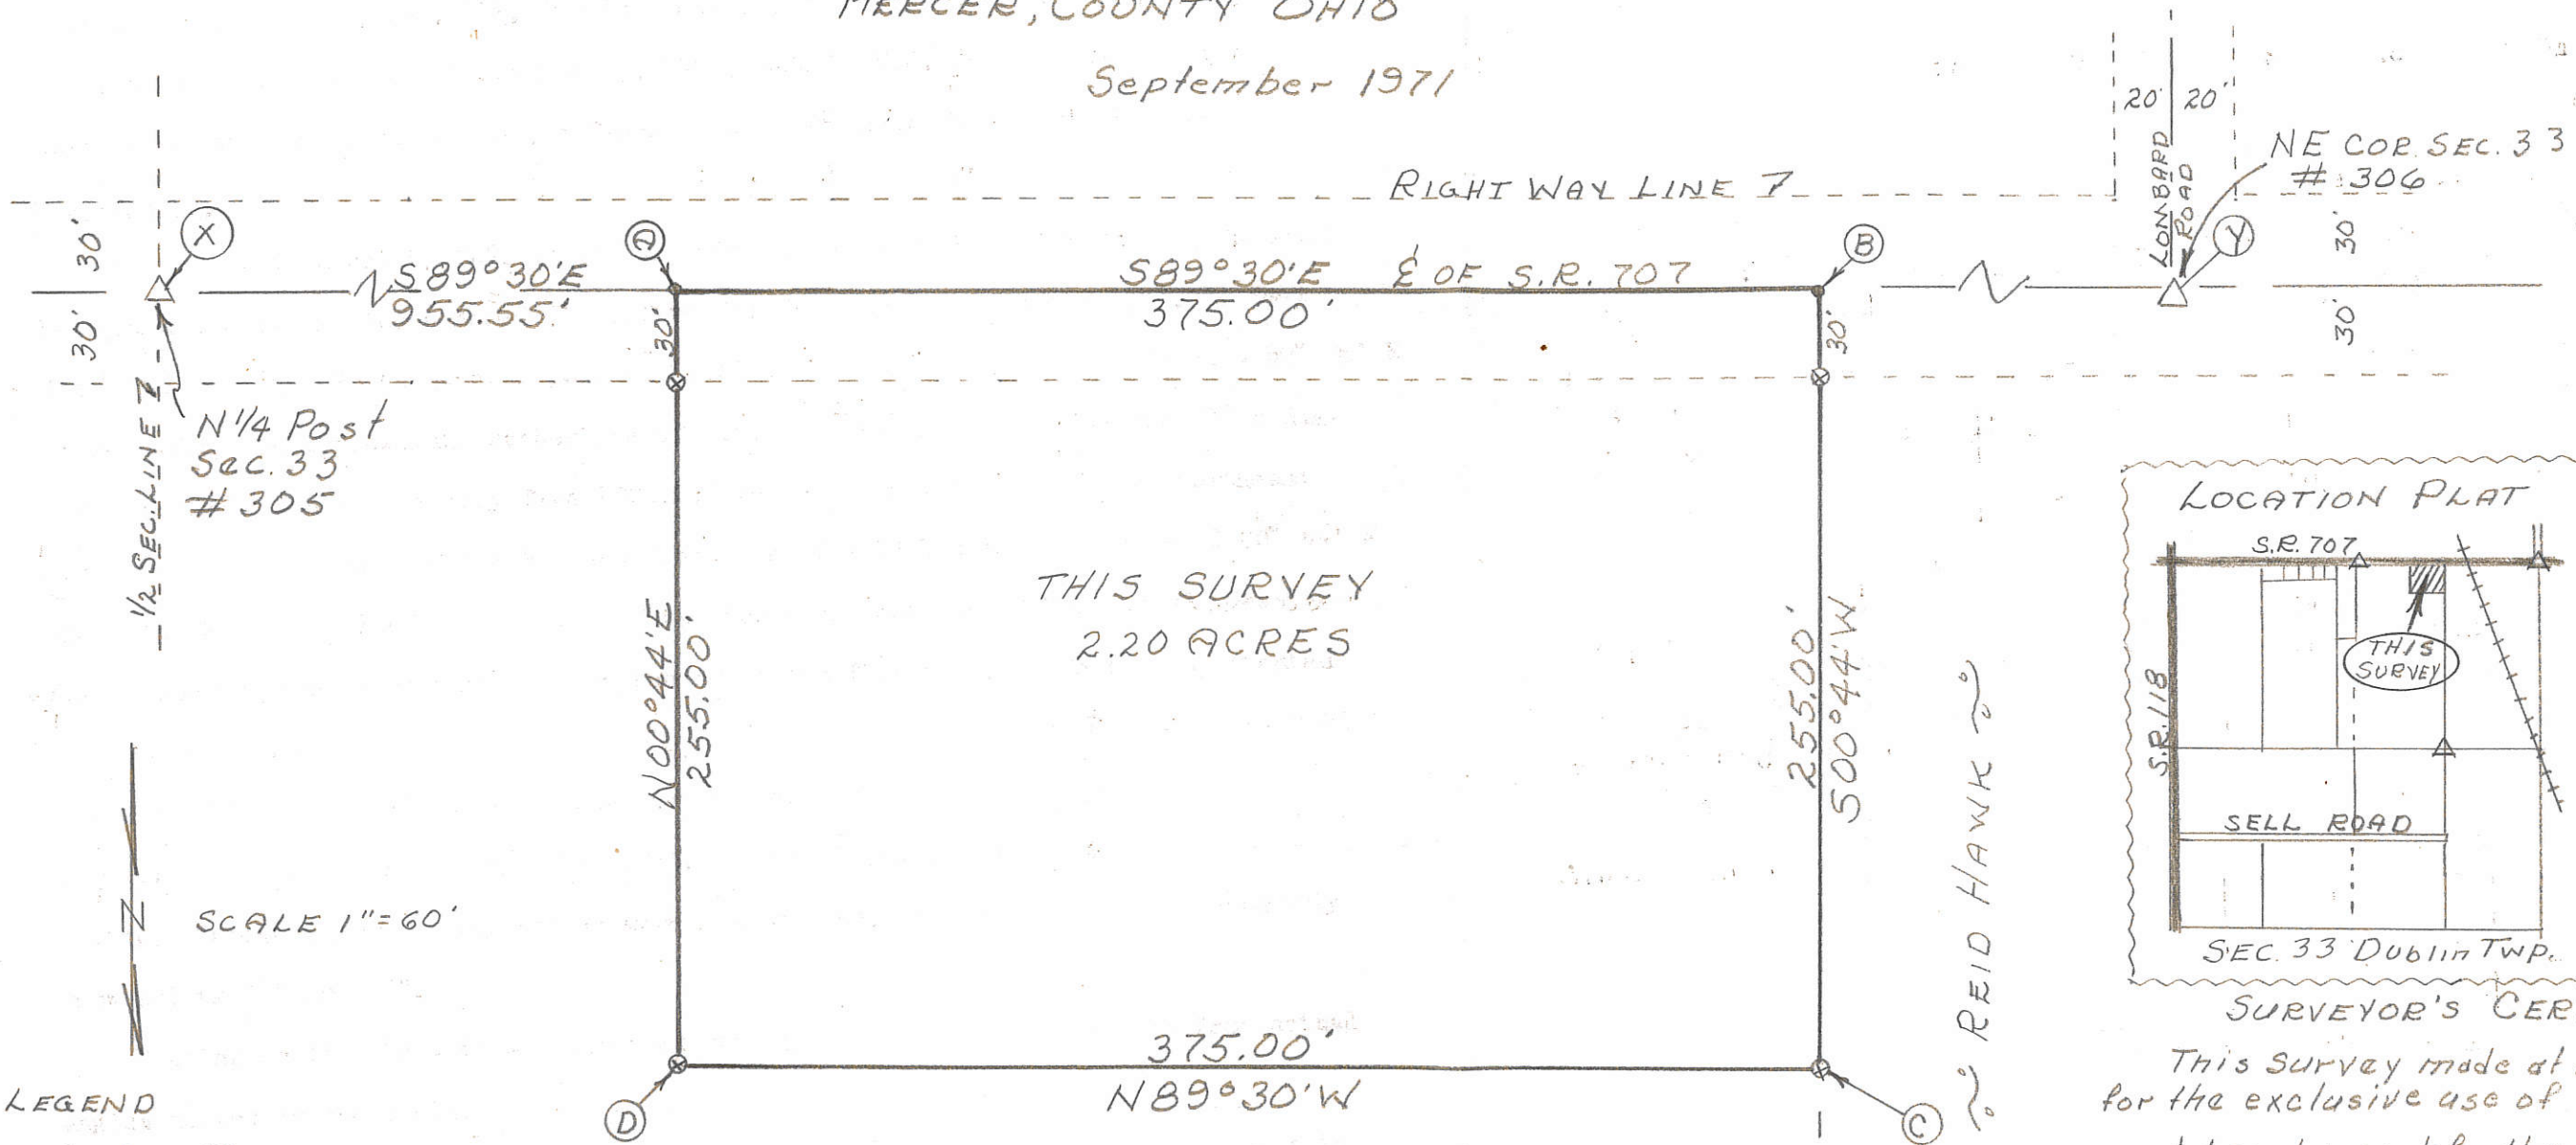 MERCER, COUNTY OHIO
September 1971
20' 20'
LOMBARD
ROAD
NE COR. SEC. 33
# 306
RIGHT WAY LINE
30'
X
A
B
Y
30'
S89°30'E
955.55'
S89°30'E ℄ OF S.R. 707
375.00'
30'
30'
30'
30'
1/2 SEC. LINE
N 1/4 Post
Sec. 33
# 305
THIS SURVEY
2.20 ACRES
N00°44'E
255.00'
255.00'
S00°44'W
REID HAWK
SCALE 1"=60'
N
375.00'
N89°30'W
D
C
LEGEND
LOCATION PLAT
S.R. 707
THIS
SURVEY
S.R. 118
SELL ROAD
SEC. 33 Dublin TWP.
SURVEYOR'S CER
This Survey made at
for the exclusive use of